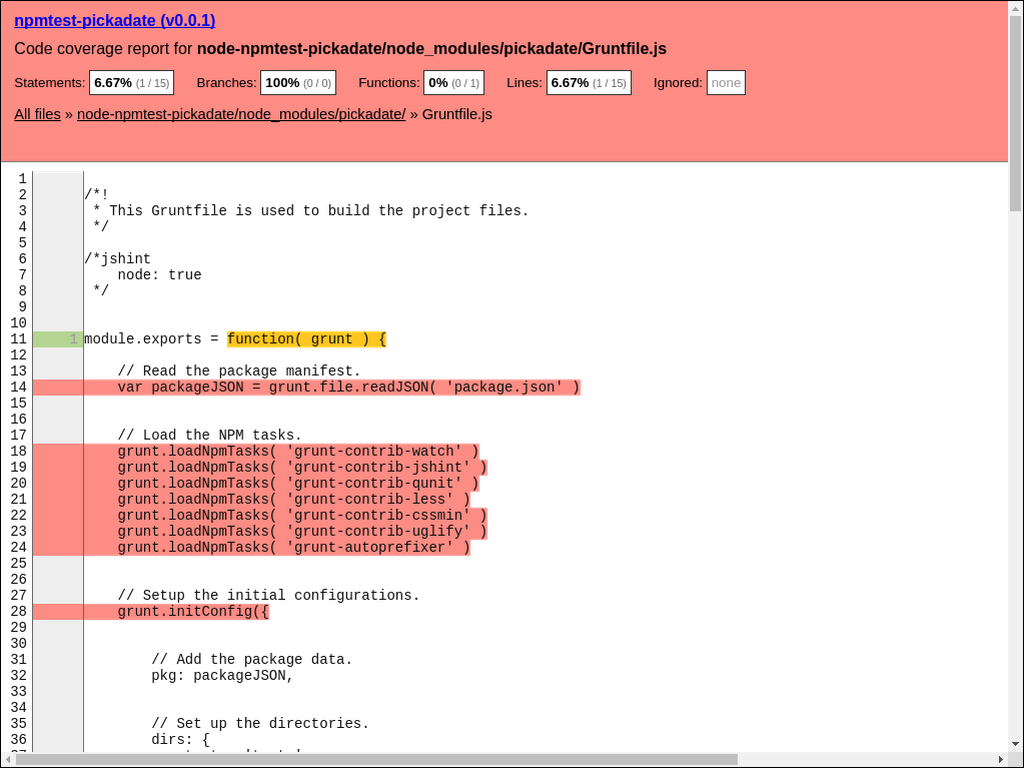 npmtest-pickadate (v0.0.1)
Code coverage report for node-npmtest-pickadate/node_modules/pickadate/Gruntfile.js
Statements: 6.67% (1 / 15) Branches: 100% (0 / 0) Functions: 0% (0 / 1) Lines: 6.67% (1 / 15) Ignored: none
All files » node-npmtest-pickadate/node_modules/pickadate/ » Gruntfile.js
1
2 /*!
3  * This Gruntfile is used to build the project files.
4  */
5
6 /*jshint
7     node: true
8  */
9
10
11 1 module.exports = function( grunt ) {
12
13     // Read the package manifest.
14     var packageJSON = grunt.file.readJSON( 'package.json' )
15
16
17     // Load the NPM tasks.
18     grunt.loadNpmTasks( 'grunt-contrib-watch' )
19     grunt.loadNpmTasks( 'grunt-contrib-jshint' )
20     grunt.loadNpmTasks( 'grunt-contrib-qunit' )
21     grunt.loadNpmTasks( 'grunt-contrib-less' )
22     grunt.loadNpmTasks( 'grunt-contrib-cssmin' )
23     grunt.loadNpmTasks( 'grunt-contrib-uglify' )
24     grunt.loadNpmTasks( 'grunt-autoprefixer' )
25
26
27     // Setup the initial configurations.
28     grunt.initConfig({
29
30
31         // Add the package data.
32         pkg: packageJSON,
33
34
35         // Set up the directories.
36         dirs: {